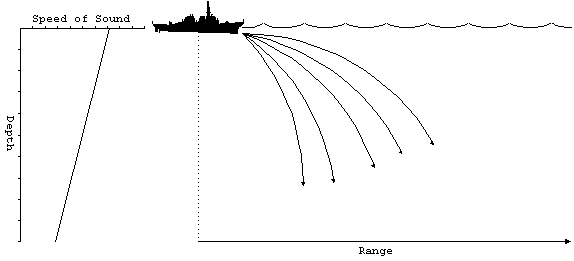 Speed of Sound
Depth
Range